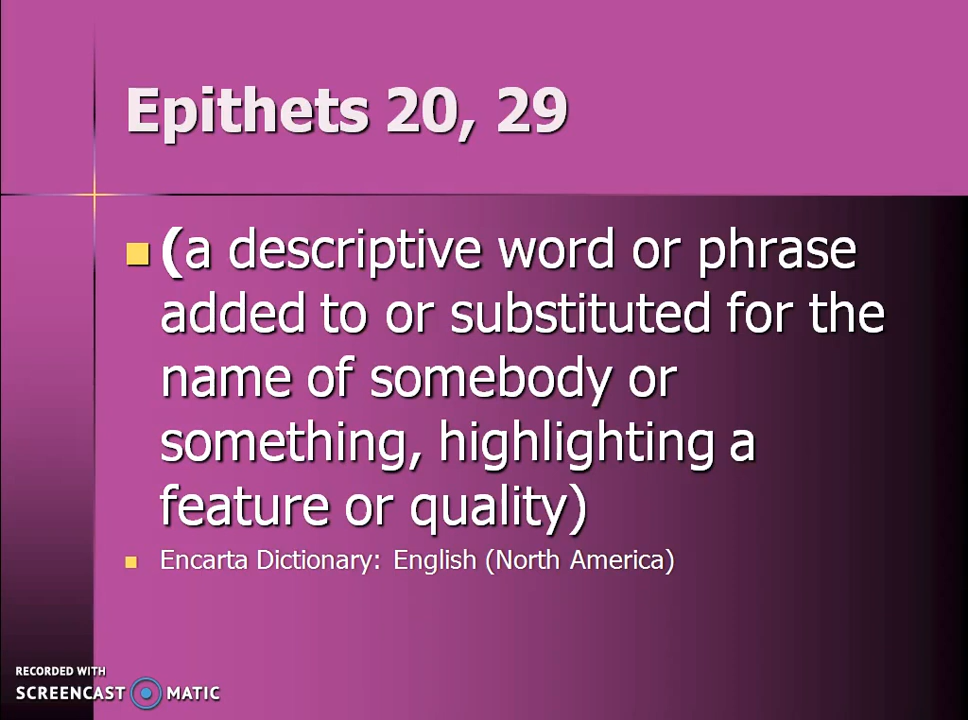 Epithets 20, 29
(a descriptive word or phrase
added to or substituted for the
name of somebody or
something, highlighting a
feature or quality)
Encarta Dictionary: English (North America)
RECORDED WITH
SCREENCAST MATIC